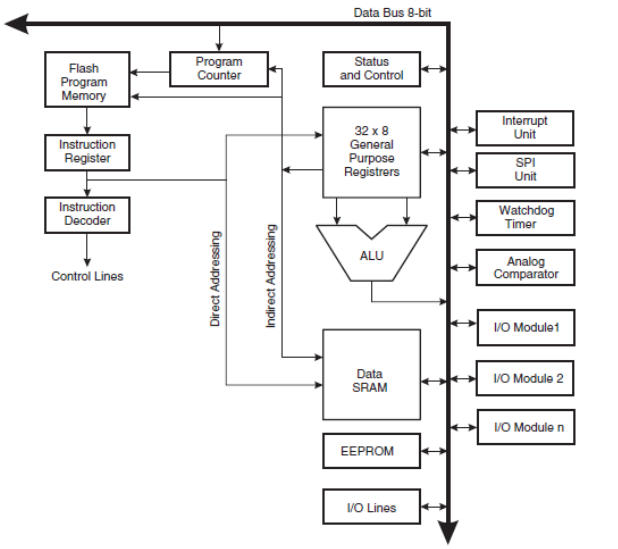 Data Bus 8-bit
Flash
Program
Memory
Program
Counter
Status
and Control
Instruction
Register
32 x 8
General
Purpose
Registrers
Interrupt
Unit
SPI
Unit
Instruction
Decoder
Watchdog
Timer
Control Lines
Direct Addressing
Indirect Addressing
ALU
Analog
Comparator
I/O Module1
Data
SRAM
I/O Module 2
I/O Module n
EEPROM
I/O Lines